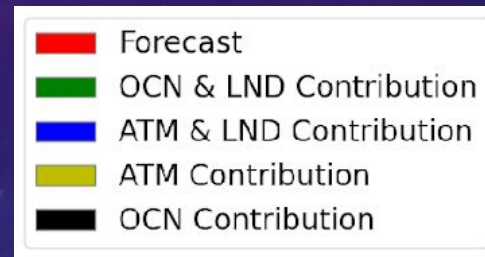 Forecast
OCN & LND Contribution
ATM & LND Contribution
ATM Contribution
OCN Contribution